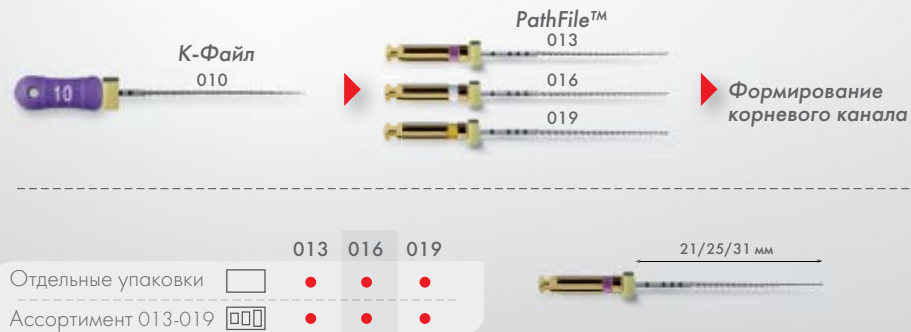 К-Файл
010
10
PathFile™
013
016
019
Формирование
корневого канала
013 016 019
Отдельные упаковки
Ассортимент 013-019
21/25/31 мм